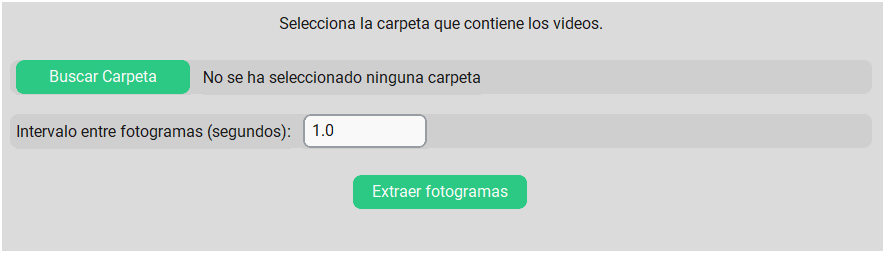 Selecciona la carpeta que contiene los videos.
Buscar Carpeta No se ha seleccionado ninguna carpeta
Intervalo entre fotogramas (segundos): 1.0
Extraer fotogramas